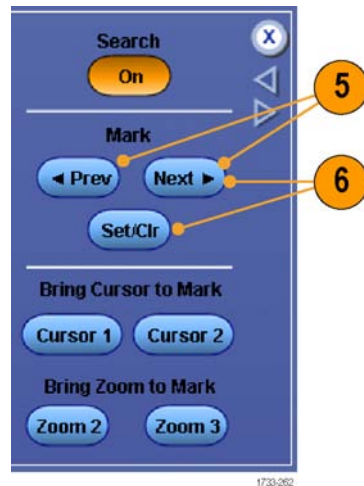 Search
X
On
5
Mark
◄ Prev
Next ►
6
Set/Clr
Bring Cursor to Mark
Cursor 1
Cursor 2
Bring Zoom to Mark
Zoom 2
Zoom 3
1733-262